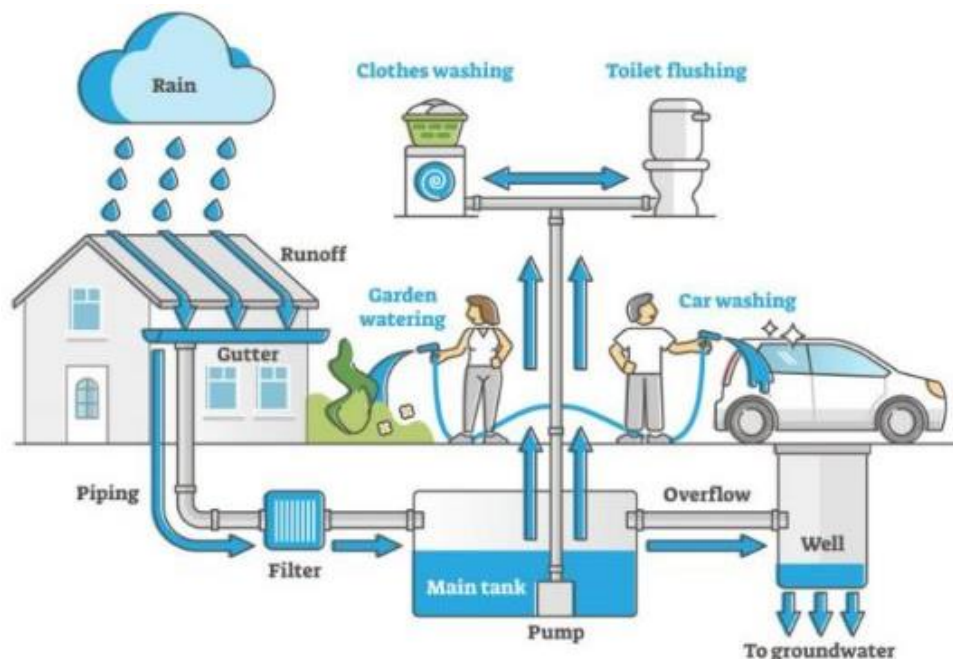 Rain
Clothes washing
Toilet flushing
Runoff
Garden
watering
Car washing
Gutter
Piping
Filter
Main tank
Pump
Overflow
Well
To groundwater